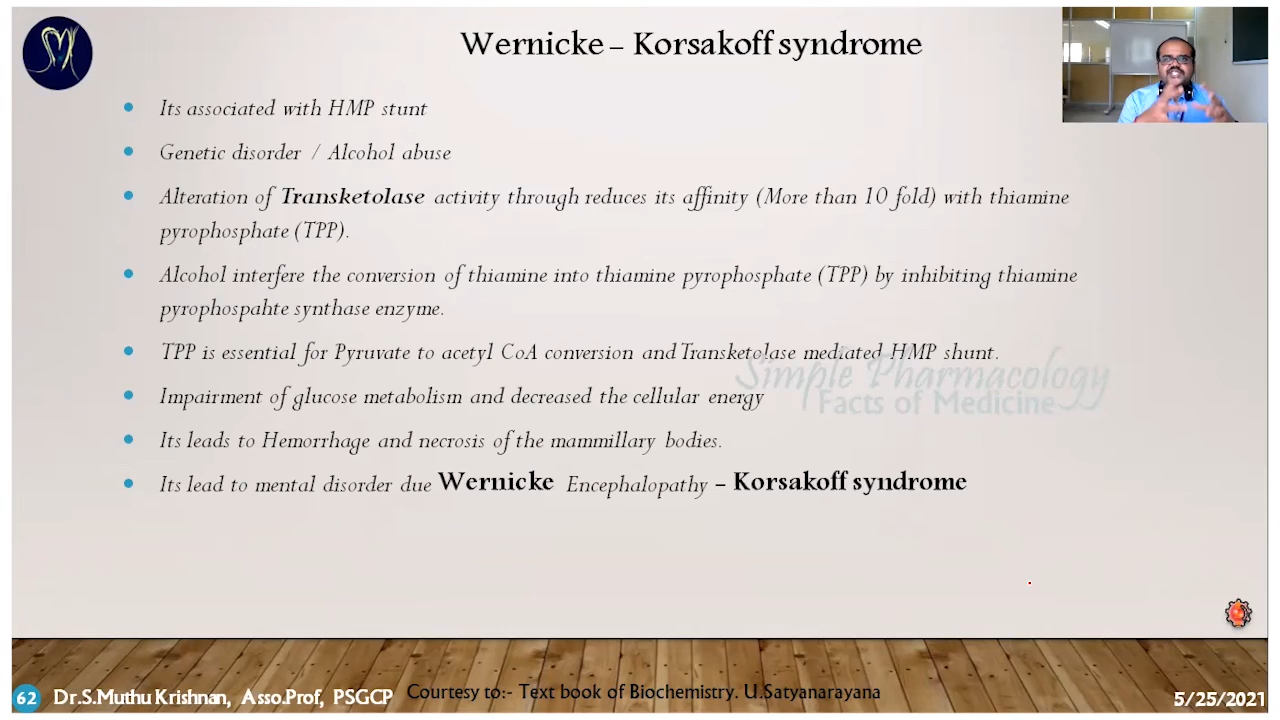 Wernicke – Korsakoff syndrome
Its associated with HMP stunt
Genetic disorder / Alcohol abuse
Alteration of Transketolase activity through reduces its affinity (More than 10 fold) with thiamine
pyrophosphate (TPP).
Alcohol interfere the conversion of thiamine into thiamine pyrophosphate (TPP) by inhibiting thiamine
pyrophospahte synthase enzyme.
TPP is essential for Pyruvate to acetyl CoA conversion and Transketolase mediated HMP shunt.
Simple Pharmacology
Facts of Medicine
Impairment of glucose metabolism and decreased the cellular energy
Its leads to Hemorrhage and necrosis of the mammillary bodies.
Its lead to mental disorder due Wernicke Encephalopathy – Korsakoff syndrome
62 Dr.S.Muthu Krishnan, Asso.Prof, PSGCP Courtesy to:- Text book of Biochemistry. U.Satyanarayana 5/25/2021